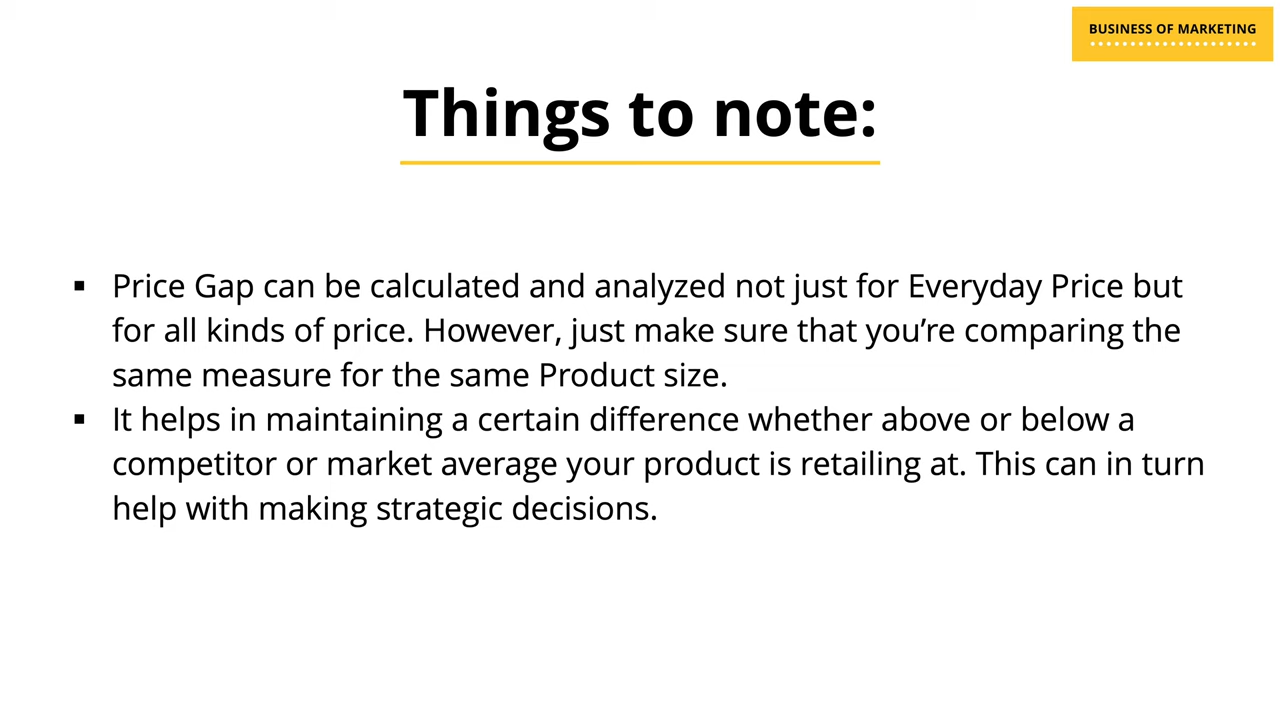 BUSINESS OF MARKETING
Things to note:
▪ Price Gap can be calculated and analyzed not just for Everyday Price but
for all kinds of price. However, just make sure that you’re comparing the
same measure for the same Product size.
▪ It helps in maintaining a certain difference whether above or below a
competitor or market average your product is retailing at. This can in turn
help with making strategic decisions.